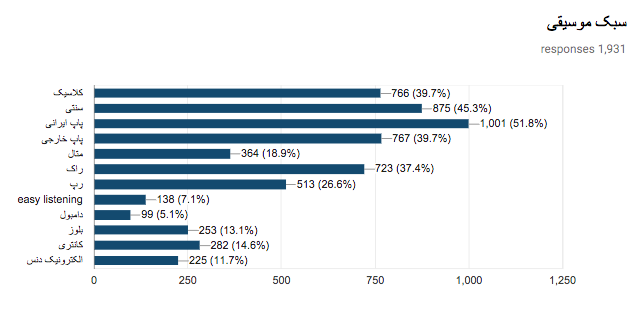 سبک موسیقی
1,931 responses
کلاسیک 766 (39.7%)
سنتی 875 (45.3%)
پاپ ایرانی 1,001 (51.8%)
پاپ خارجی 767 (39.7%)
متال 364 (18.9%)
راک 723 (37.4%)
رپ 513 (26.6%)
easy listening 138 (7.1%)
دامبول 99 (5.1%)
بلوز 253 (13.1%)
کانتری 282 (14.6%)
الکترونیک دنس 225 (11.7%)
0 250 500 750 1,000 1,250